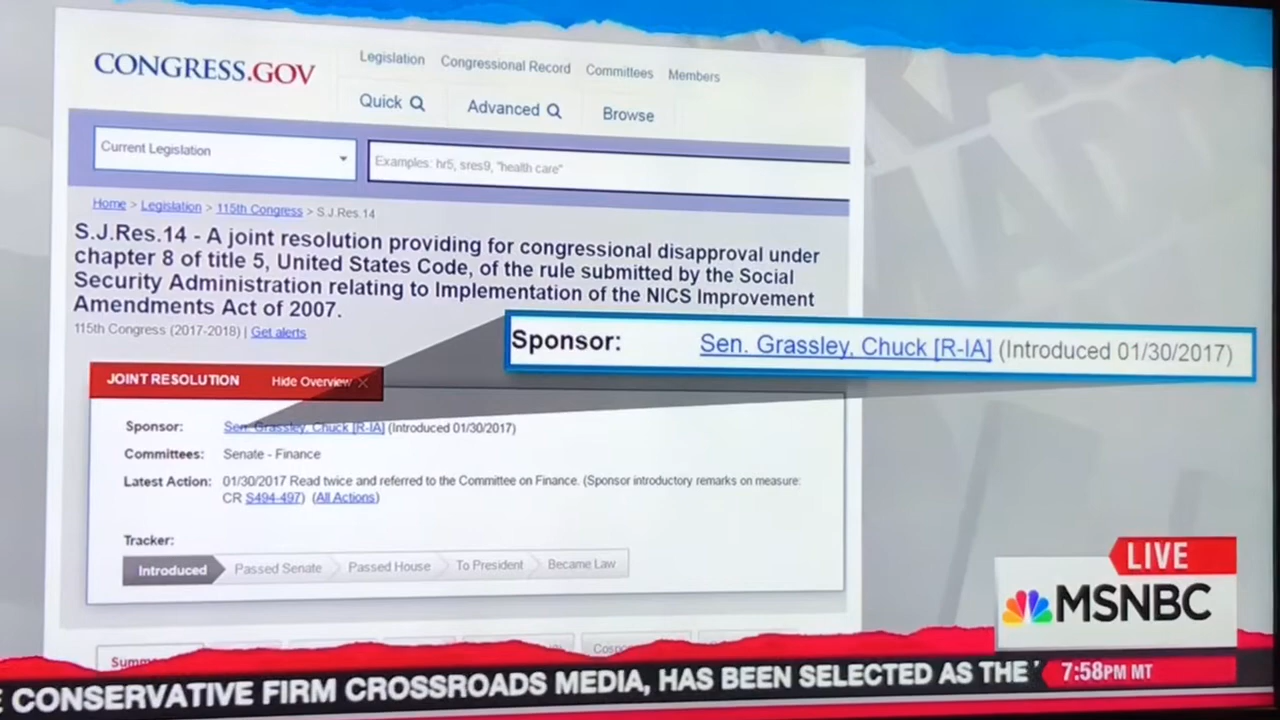 CONGRESS.GOV
Legislation Congressional Record Committees Members
Quick Advanced Browse
Current Legislation
Examples: hr5, sres9, "health care"
Home > Legislation > 115th Congress > S.J.Res.14
S.J.Res.14 - A joint resolution providing for congressional disapproval under
chapter 8 of title 5, United States Code, of the rule submitted by the Social
Security Administration relating to Implementation of the NICS Improvement
Amendments Act of 2007.
115th Congress (2017-2018) | Get alerts
Sponsor: Sen. Grassley, Chuck [R-IA] (Introduced 01/30/2017)
JOINT RESOLUTION Hide Overview X
Sponsor: Sen. Grassley, Chuck [R-IA] (Introduced 01/30/2017)
Committees: Senate - Finance
Latest Action: 01/30/2017 Read twice and referred to the Committee on Finance. (Sponsor introductory remarks on measure:
CR S494-497) (All Actions)
Tracker:
Introduced Passed Senate Passed House To President Became Law
LIVE
MSNBC
CONSERVATIVE FIRM CROSSROADS MEDIA, HAS BEEN SELECTED AS THE
7:58PM MT